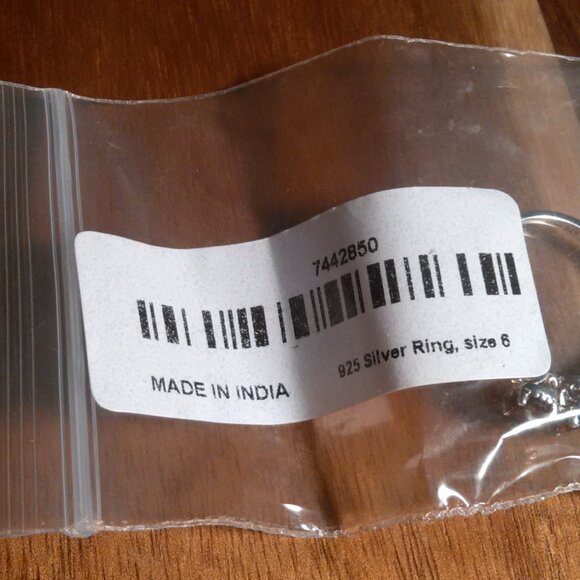 7442850
MADE IN INDIA
925 Silver Ring, size 6